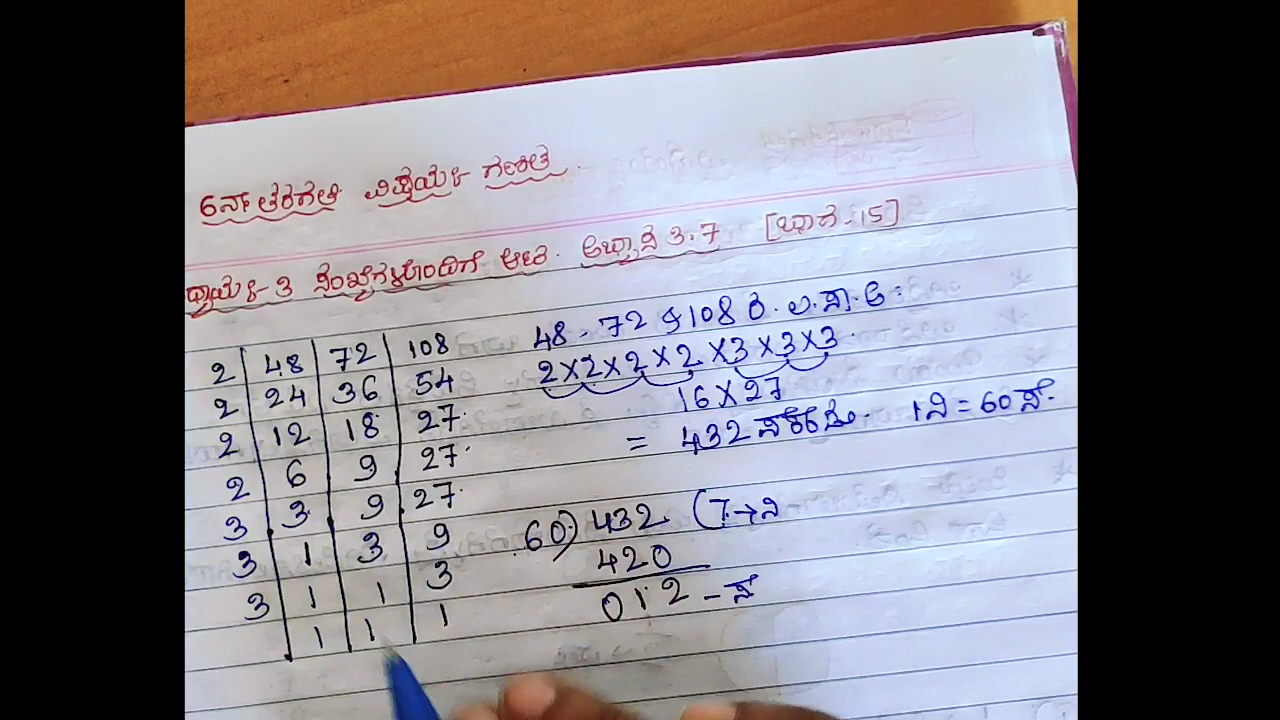 6ನೇ ತರಗತಿ ವಿಷಯ:- ಗಣಿತ.
ಧ್ಯಾಯ:- 3 ಸಂಖ್ಯೆಗಳೊಂದಿಗೆ ಆಟ. ಅಭ್ಯಾಸ 3.7 [ಭಾಗ-15]
2 48 72 108
2 24 36 54
2 12 18 27
2 6 9 27
3 3 9 27
3 1 3 9
3 1 1 3
1 1 1
48, 72 & 108 ರ ಲ.ಸಾ.ಅ:
2×2×2×2×3×3×3
16×27
= 432 ಸೆಕೆಂಡು. 1ನಿ = 60ಸೆ.
60) 432 (7→ನಿ
420
012 – ಸೆ